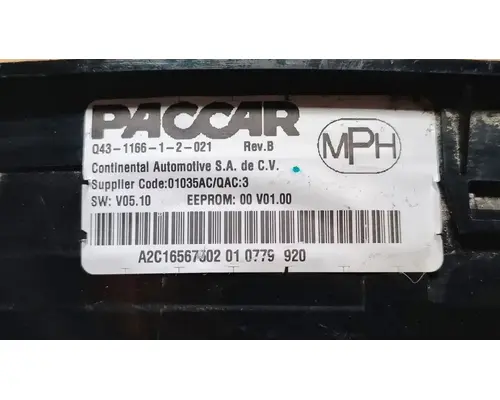 PACCAR
Q43-1166-1-2-021 Rev.B
MPH
Continental Automotive S.A. de C.V.
Supplier Code:01035AC/QAC:3
SW: V05.10 EEPROM: 00 V01.00
A2C16567302 01 0779 920